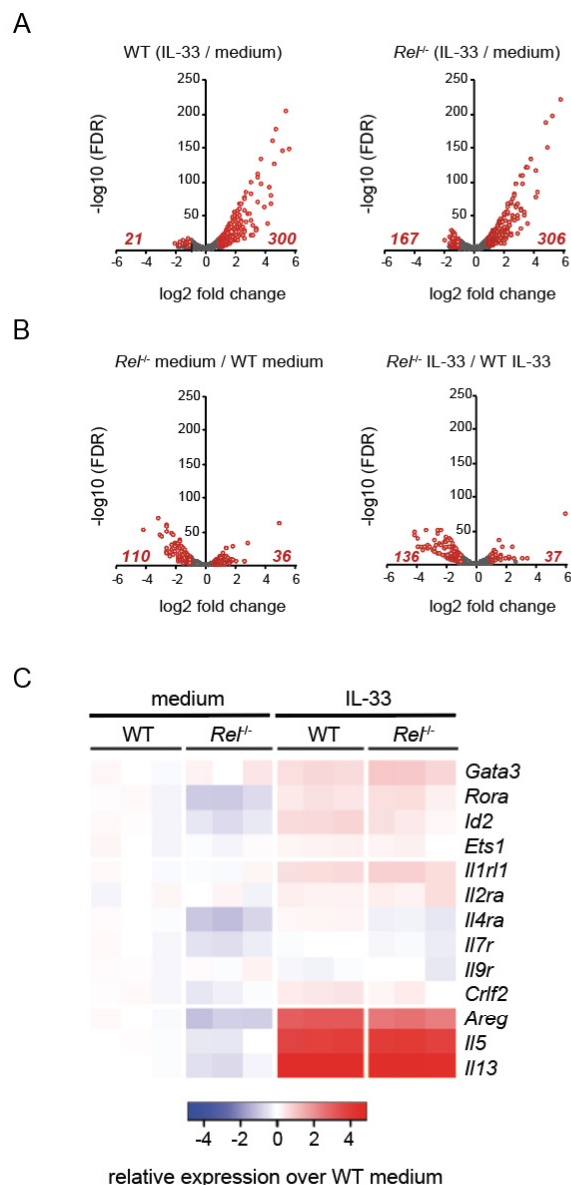 A
WT (IL-33 / medium)
Rel-/- (IL-33 / medium)
-log10 (FDR)
250
200
150
100
50
21
300
-6 -4 -2 0 2 4 6
log2 fold change
-log10 (FDR)
250
200
150
100
50
167
306
-6 -4 -2 0 2 4 6
log2 fold change
B
Rel-/- medium / WT medium
Rel-/- IL-33 / WT IL-33
-log10 (FDR)
250
200
150
100
50
110
36
-6 -4 -2 0 2 4 6
log2 fold change
-log10 (FDR)
250
200
150
100
50
136
37
-6 -4 -2 0 2 4 6
log2 fold change
C
medium IL-33
WT Rel-/- WT Rel-/-
Gata3
Rora
Id2
Ets1
Il1rl1
Il2ra
Il4ra
Il7r
Il9r
Crlf2
Areg
Il5
Il13
-4 -2 0 2 4
relative expression over WT medium